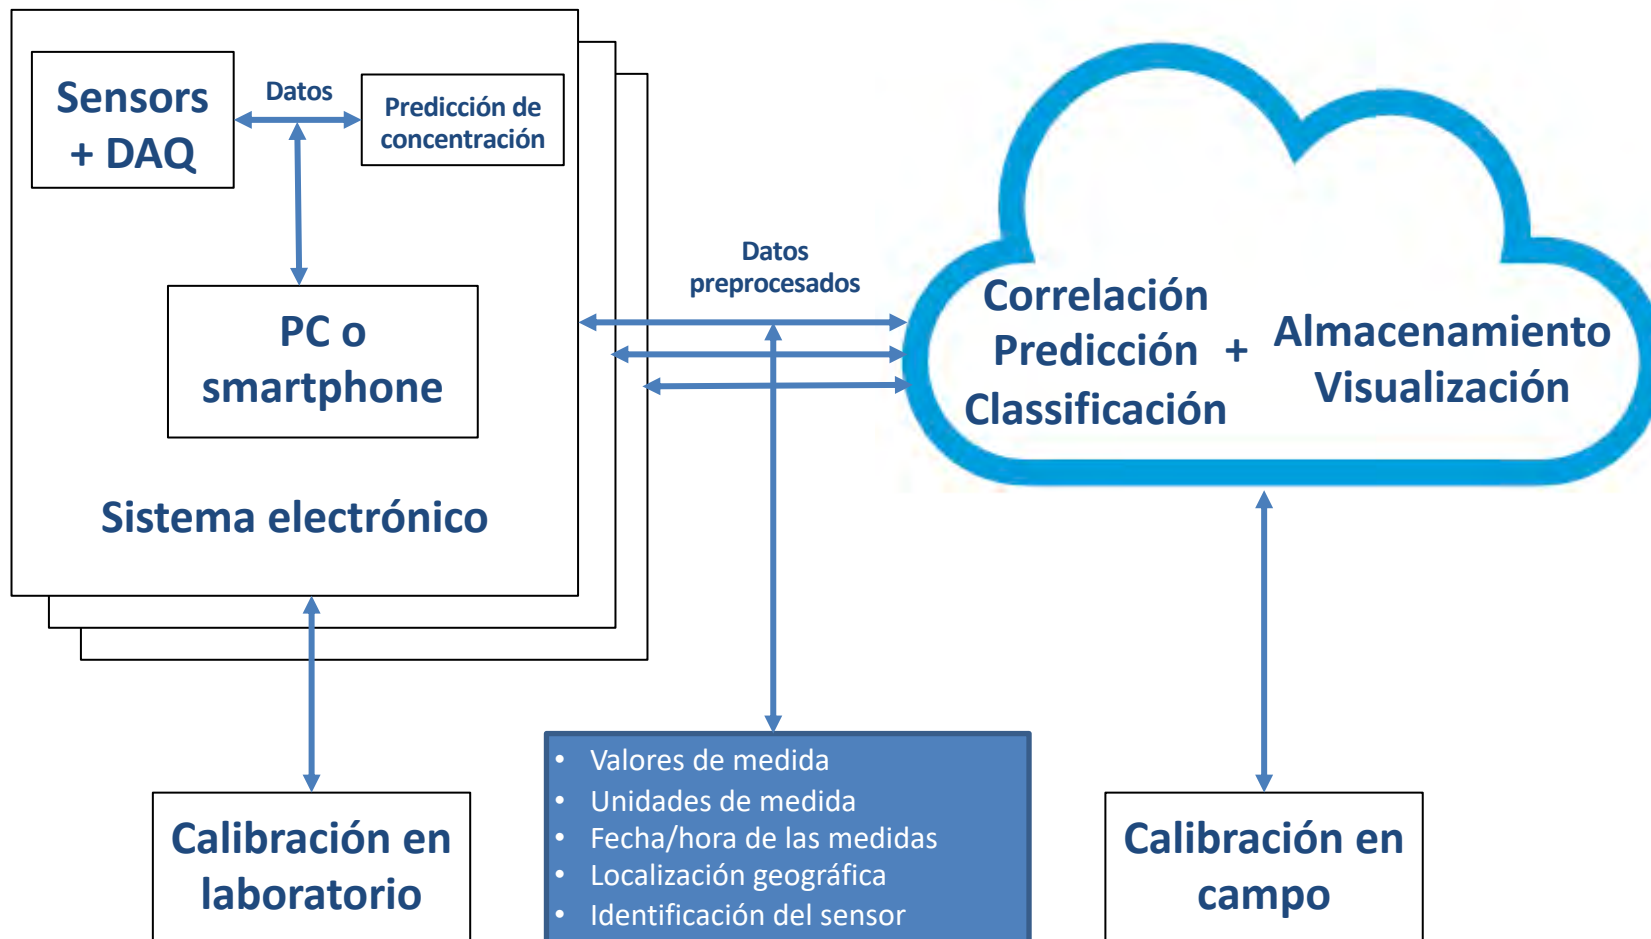 Sensors
+ DAQ
Datos
Predicción de
concentración
PC o
smartphone
Sistema electrónico
Datos
preprocesados
Correlación
Predicción +
Classificación
Almacenamiento
Visualización
Calibración en
laboratorio
• Valores de medida
• Unidades de medida
• Fecha/hora de las medidas
• Localización geográfica
• Identificación del sensor
Calibración en
campo